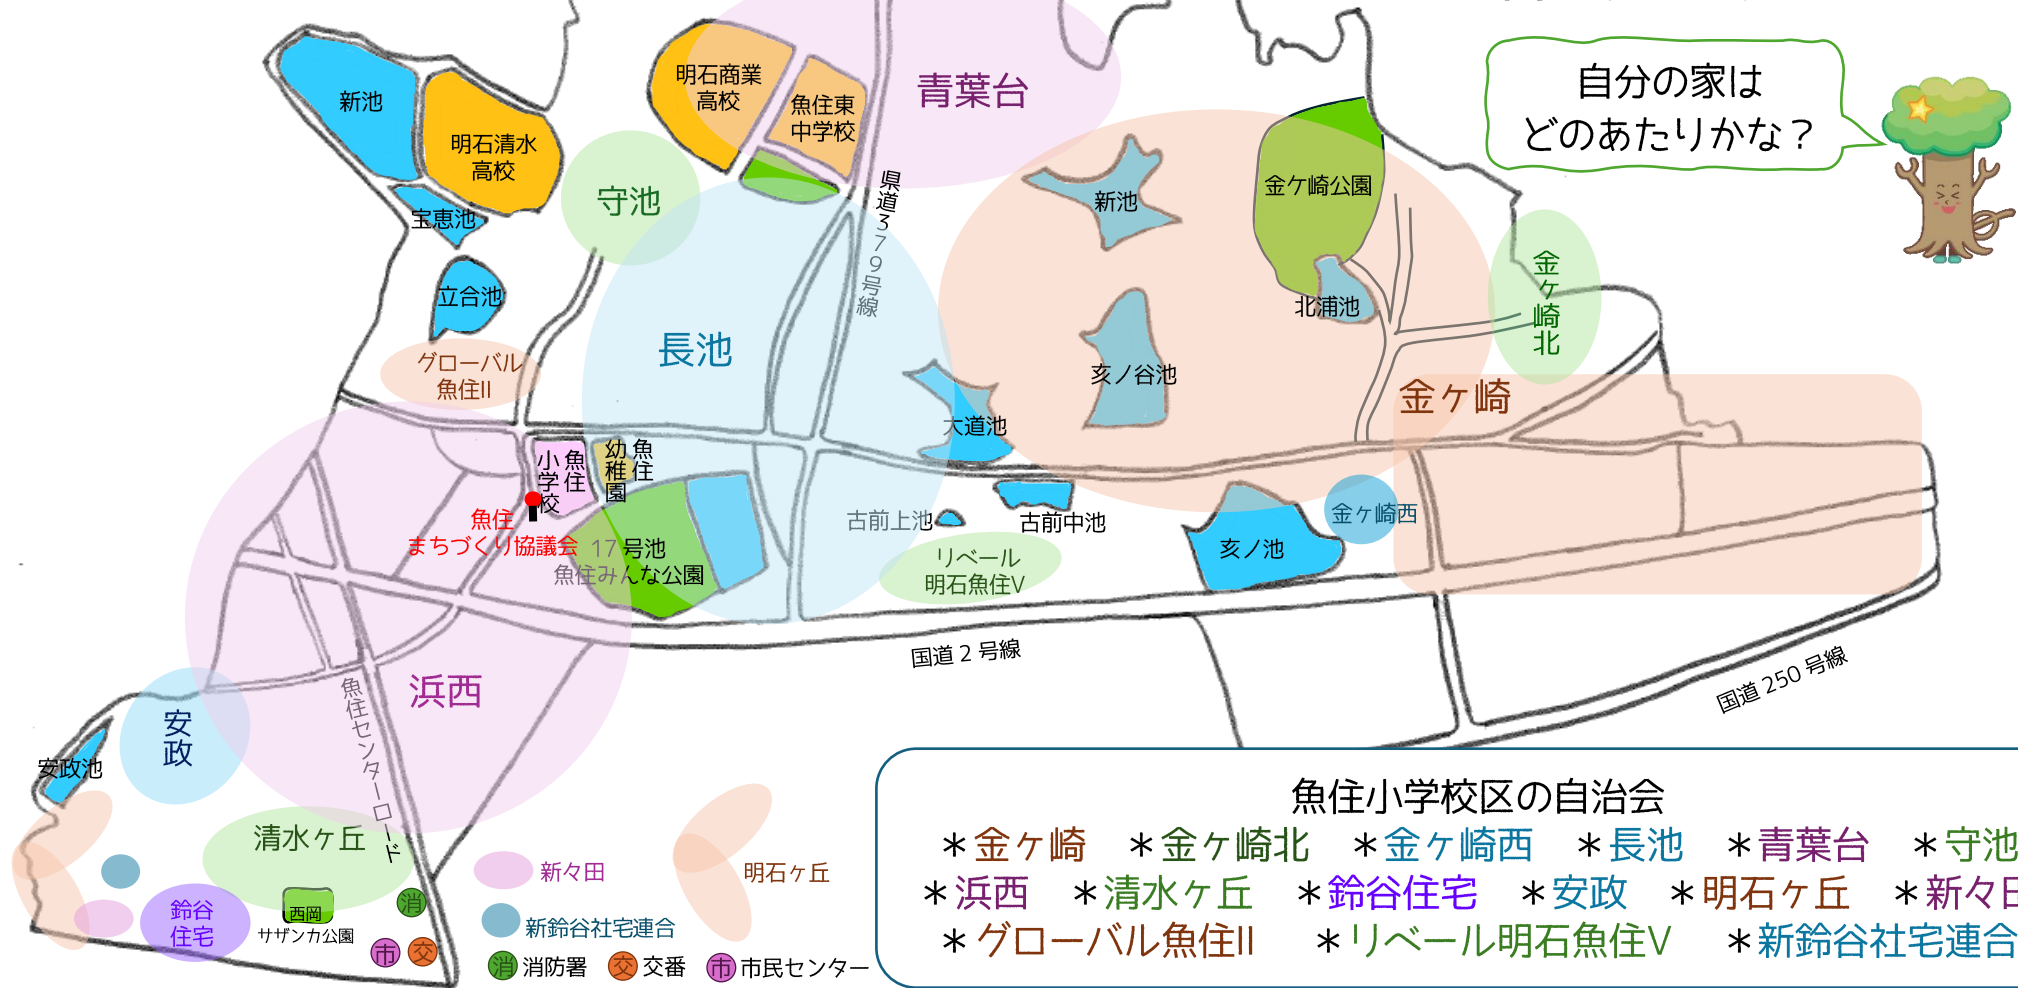 自分の家は
どのあたりかな？
青葉台
明石商業
高校
魚住東
中学校
新池
明石清水
高校
宝恵池
守池
県道379号線
新池
金ケ崎公園
北浦池
金ヶ崎北
立合池
グローバル
魚住II
長池
亥ノ谷池
金ヶ崎
大道池
魚住
小学校
魚住
幼稚園
魚住
まちづくり協議会
17号池
魚住みんな公園
古前上池
古前中池
リベール
明石魚住V
亥ノ池
金ヶ崎西
国道2号線
国道250号線
浜西
魚住センターロード
安政
安政池
清水ヶ丘
鈴谷
住宅
西岡
サザンカ公園
消
市
交
新々田
明石ヶ丘
新鈴谷社宅連合
消 消防署
交 交番
市 市民センター
魚住小学校区の自治会
＊金ヶ崎 ＊金ヶ崎北 ＊金ヶ崎西 ＊長池 ＊青葉台 ＊守池
＊浜西 ＊清水ヶ丘 ＊鈴谷住宅 ＊安政 ＊明石ヶ丘 ＊新々田
＊グローバル魚住II ＊リベール明石魚住V ＊新鈴谷社宅連合